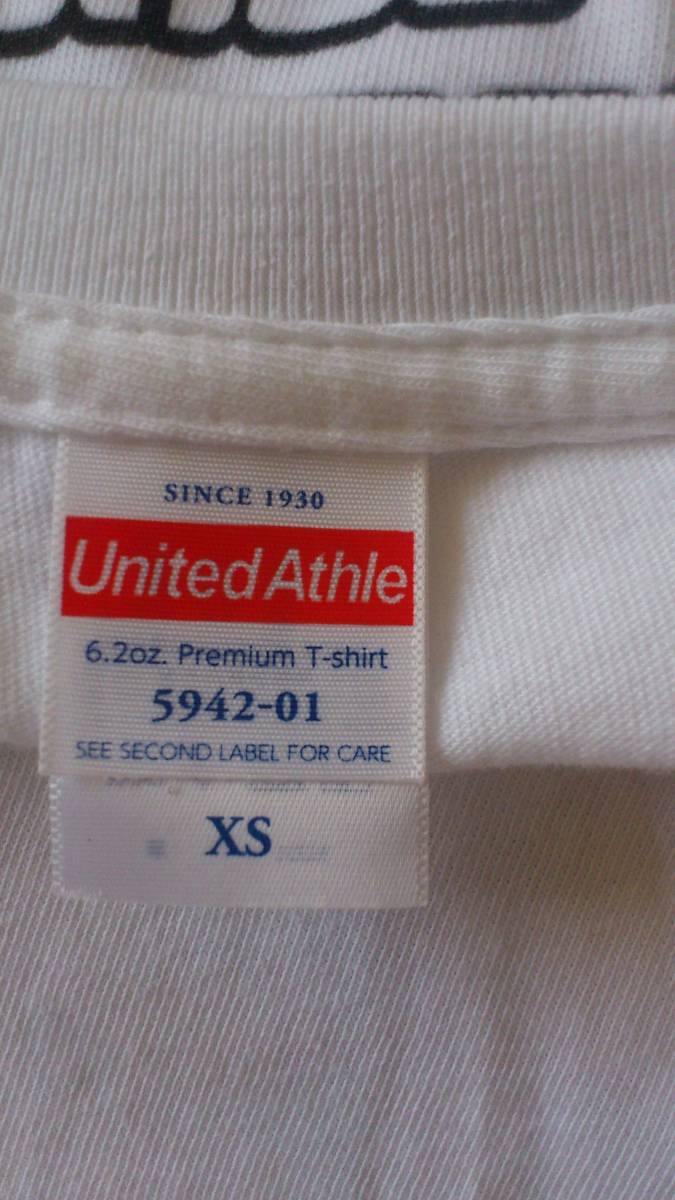 SINCE 1930
United Athle
6.2oz. Premium T-shirt
5942-01
SEE SECOND LABEL FOR CARE
XS